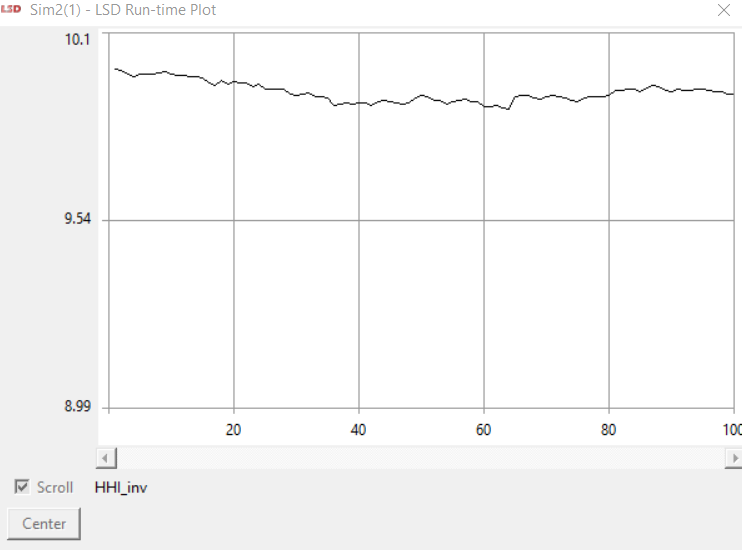 LSD Sim2(1) - LSD Run-time Plot
10.1
9.54
8.99
20 40 60 80 100
Scroll HHI_inv
Center